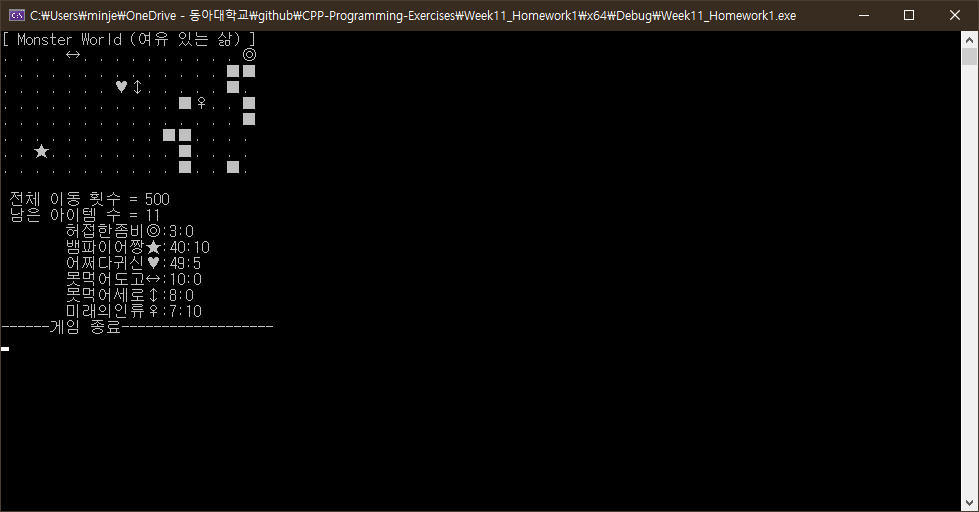 C:\Users\minje\OneDrive - 동아대학교\github\CPP-Programming-Exercises\Week11_Homework1\x64\Debug\Week11_Homework1.exe
[ Monster World (여유 있는 삶) ]
. . . . ↔ . . . . . . . . . . ◎
. . . . . . . . . . . . . . ■■
. . . . . . . ♥↕ . . . . . ■ .
. . . . . . . . . . . ■♀ . . ■
. . . . . . . . . . . . . . . ■
. . . . . . . . . . ■■ . . . .
. . ★ . . . . . . . . ■ . . . .
. . . . . . . . . . . ■ . . ■ .
전체 이동 횟수 = 500
남은 아이템 수 = 11
허접한좀비◎:3:0
뱀파이어짱★:40:10
어쩌다귀신♥:49:5
못먹어도고↔:10:0
못먹어세로↕:8:0
미래의인류♀:7:10
------게임 종료-------------------